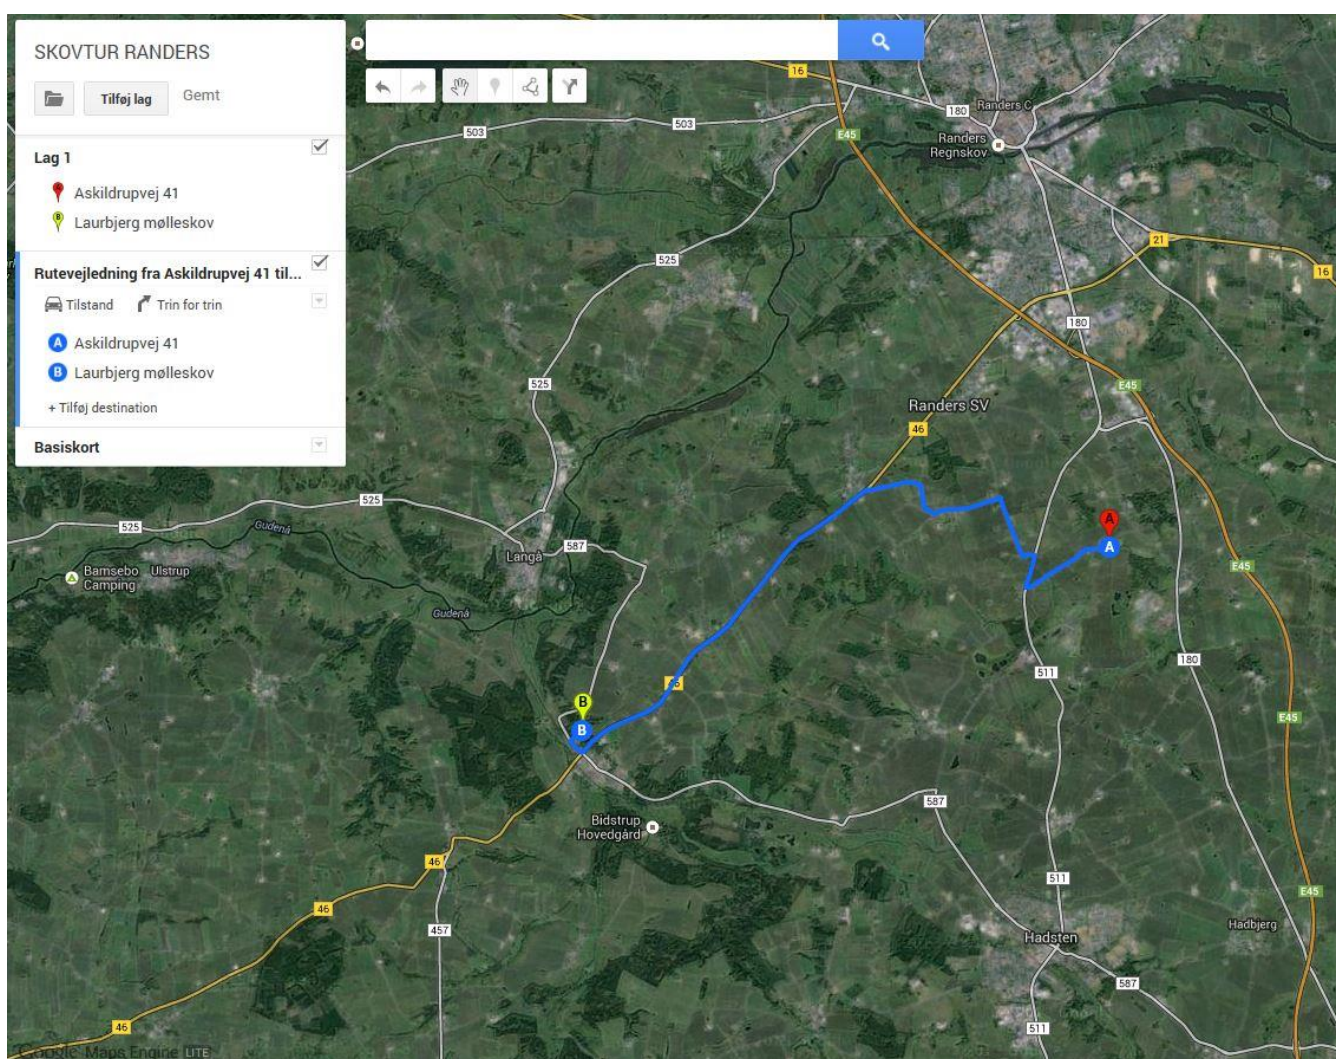 SKOVTUR RANDERS
Tilføj lag
Gemt
Lag 1
A
Askildrupvej 41
B
Laurbjerg mølleskov
Rutevejledning fra Askildrupvej 41 til...
Tilstand
Trin for trin
A
Askildrupvej 41
B
Laurbjerg mølleskov
+ Tilføj destination
Basiskort
16
180
Randers C
503
503
E45
Randers
Regnskov
21
525
16
180
525
E45
Randers SV
46
525
525
Gudenå
A
A
587
Langå
E45
Bamsebo
Camping
Ulstrup
Gudenå
180
511
46
B
E45
B
587
Bidstrup
Hovedgård
46
511
E45
46
457
Hadsten
Hadbjerg
587
46
511
Google Maps Engine LITE